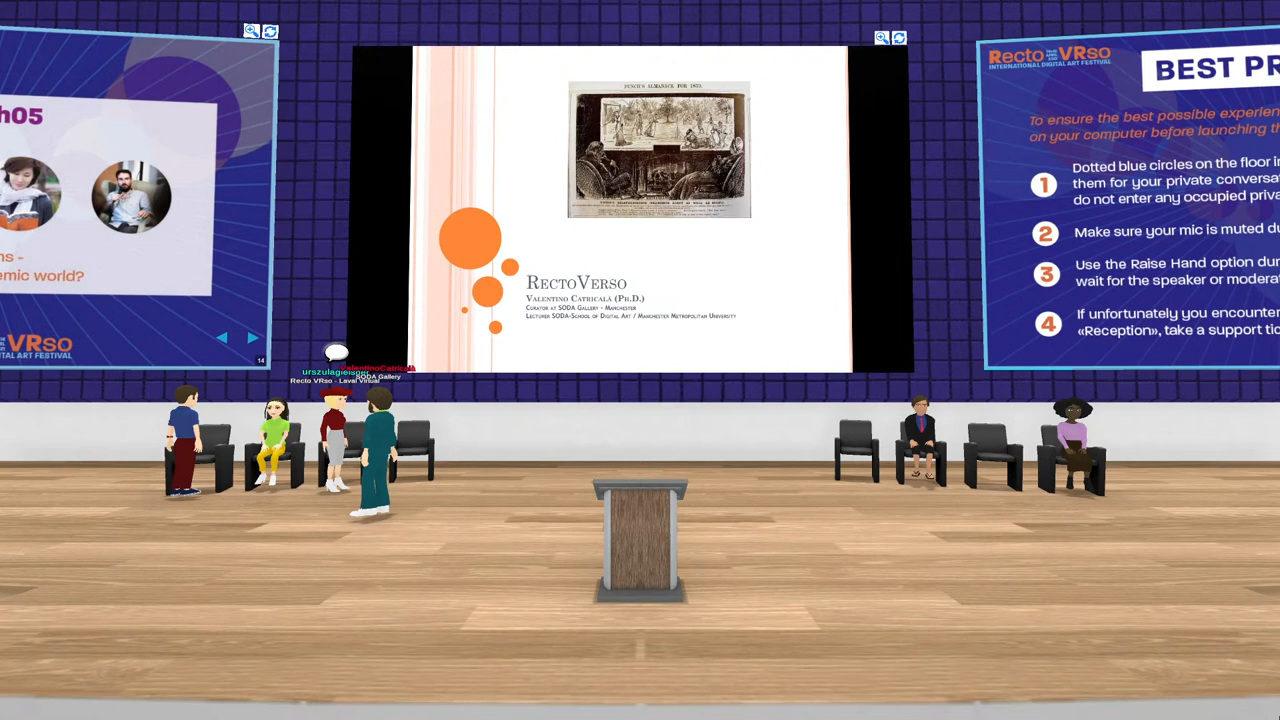 h05
ns -
emic world?
VRso
TAL ART FESTIVAL
14
PUNCH'S ALMANACK FOR 1879.
RECTOVERSO
VALENTINO CATRICALÀ (PH.D.)
CURATOR AT SODA GALLERY - MANCHESTER
LECTURER SODA-SCHOOL OF DIGITAL ART / MANCHESTER METROPOLITAN UNIVERSITY
Recto VRso
INTERNATIONAL DIGITAL ART FESTIVAL
BEST PR
To ensure the best possible experien
on your computer before launching th
1 Dotted blue circles on the floor in
them for your private conversat
do not enter any occupied priva
2 Make sure your mic is muted du
3 Use the Raise Hand option dur
wait for the speaker or modera
4 If unfortunately you encount
«Reception», take a support tic
SODA Gallery
Recto VRso - Laval Virtual